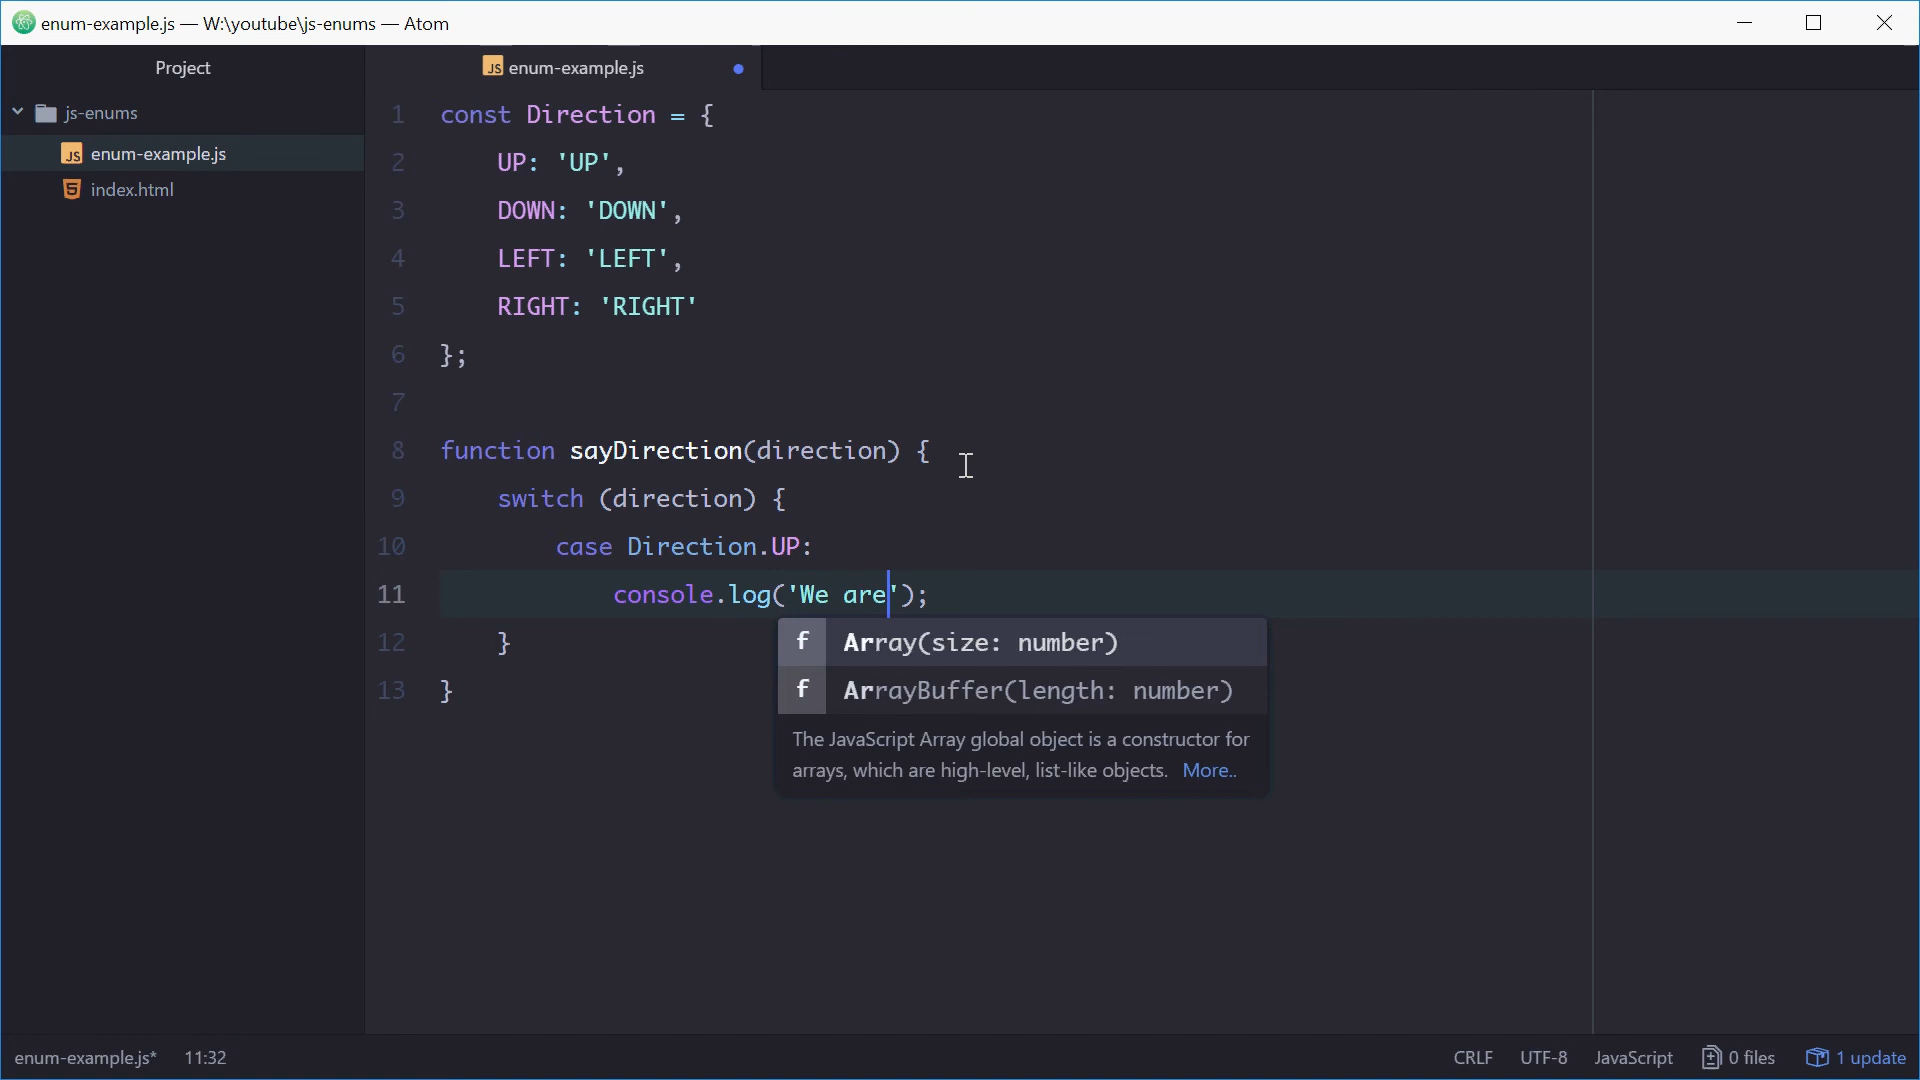 enum-example.js — W:\youtube\js-enums — Atom
Project
enum-example.js
js-enums
enum-example.js
index.html
1 const Direction = {
2 UP: 'UP',
3 DOWN: 'DOWN',
4 LEFT: 'LEFT',
5 RIGHT: 'RIGHT'
6 };
7
8 function sayDirection(direction) {
9 switch (direction) {
10 case Direction.UP:
11 console.log('We are');
12 }
13 }
f Array(size: number)
f ArrayBuffer(length: number)
The JavaScript Array global object is a constructor for
arrays, which are high-level, list-like objects. More..
enum-example.js* 11:32 CRLF UTF-8 JavaScript 0 files 1 update